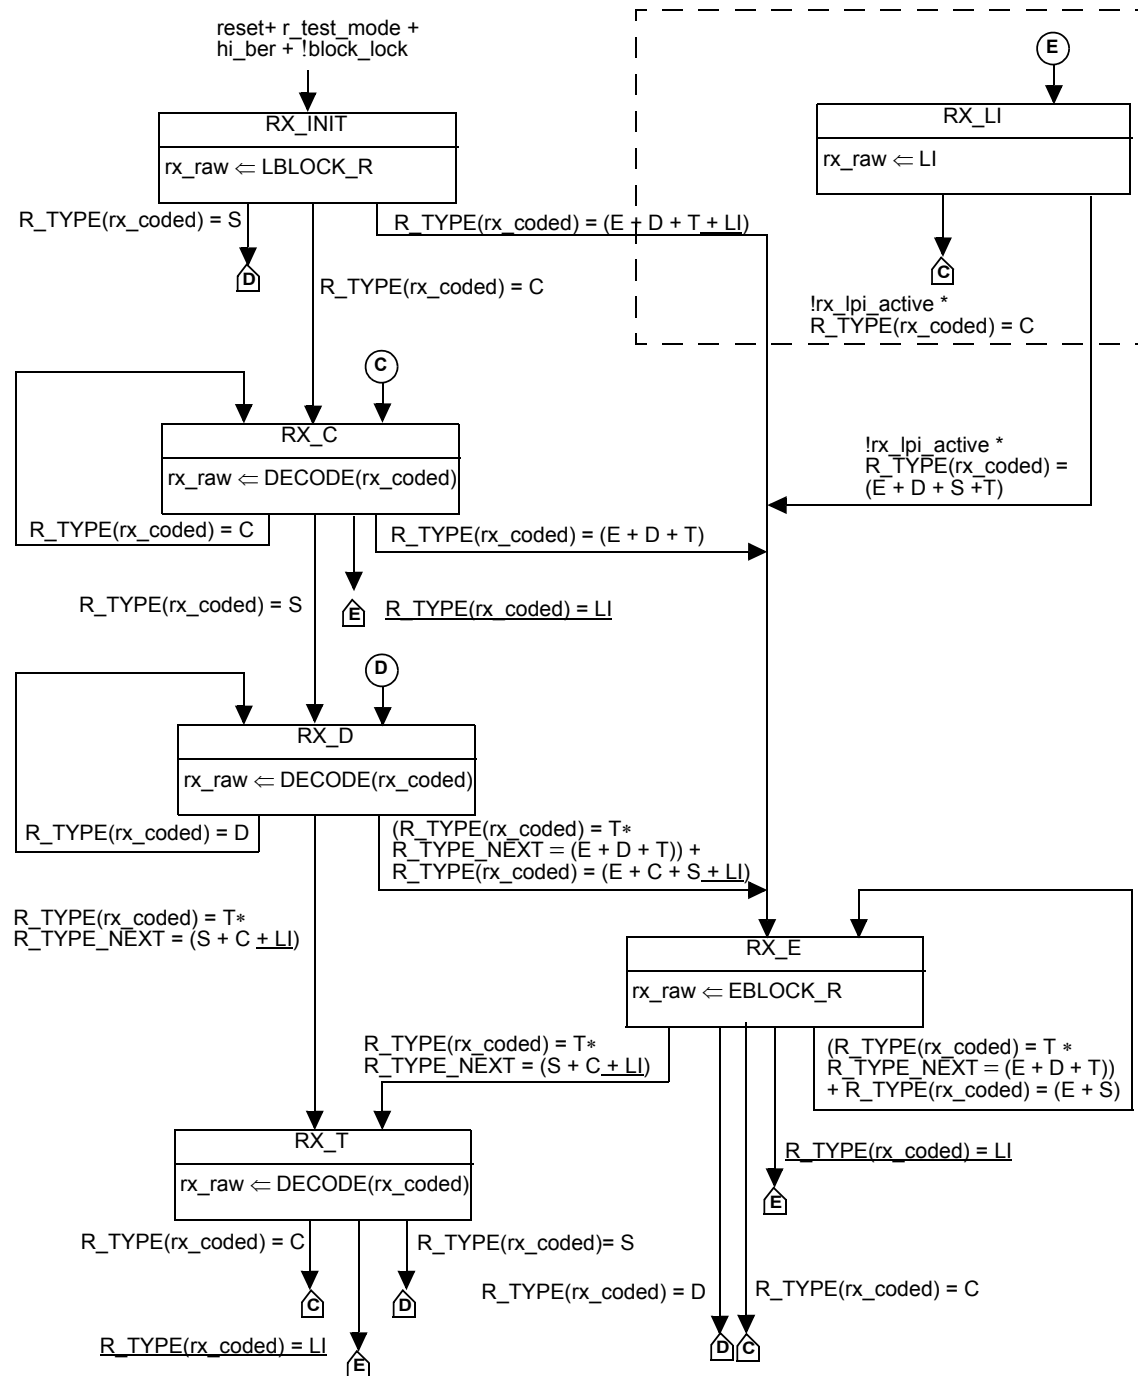 reset+ r_test_mode +
hi_ber + !block_lock
E
RX_INIT
rx_raw ⇐ LBLOCK_R
RX_LI
rx_raw ⇐ LI
R_TYPE(rx_coded) = S
R_TYPE(rx_coded) = (E + D + T + LI)
D
R_TYPE(rx_coded) = C
C
!rx_lpi_active *
R_TYPE(rx_coded) = C
C
RX_C
rx_raw ⇐ DECODE(rx_coded)
!rx_lpi_active *
R_TYPE(rx_coded) =
(E + D + S +T)
R_TYPE(rx_coded) = C
R_TYPE(rx_coded) = (E + D + T)
R_TYPE(rx_coded) = S
E
R_TYPE(rx_coded) = LI
D
RX_D
rx_raw ⇐ DECODE(rx_coded)
R_TYPE(rx_coded) = D
(R_TYPE(rx_coded) = T*
R_TYPE_NEXT = (E + D + T)) +
R_TYPE(rx_coded) = (E + C + S + LI)
R_TYPE(rx_coded) = T*
R_TYPE_NEXT = (S + C + LI)
RX_E
rx_raw ⇐ EBLOCK_R
R_TYPE(rx_coded) = T*
R_TYPE_NEXT = (S + C + LI)
(R_TYPE(rx_coded) = T *
R_TYPE_NEXT = (E + D + T))
+ R_TYPE(rx_coded) = (E + S)
RX_T
rx_raw ⇐ DECODE(rx_coded)
R_TYPE(rx_coded) = LI
E
R_TYPE(rx_coded) = C
R_TYPE(rx_coded)= S
C
D
R_TYPE(rx_coded) = D
R_TYPE(rx_coded) = C
R_TYPE(rx_coded) = LI
E
D
C